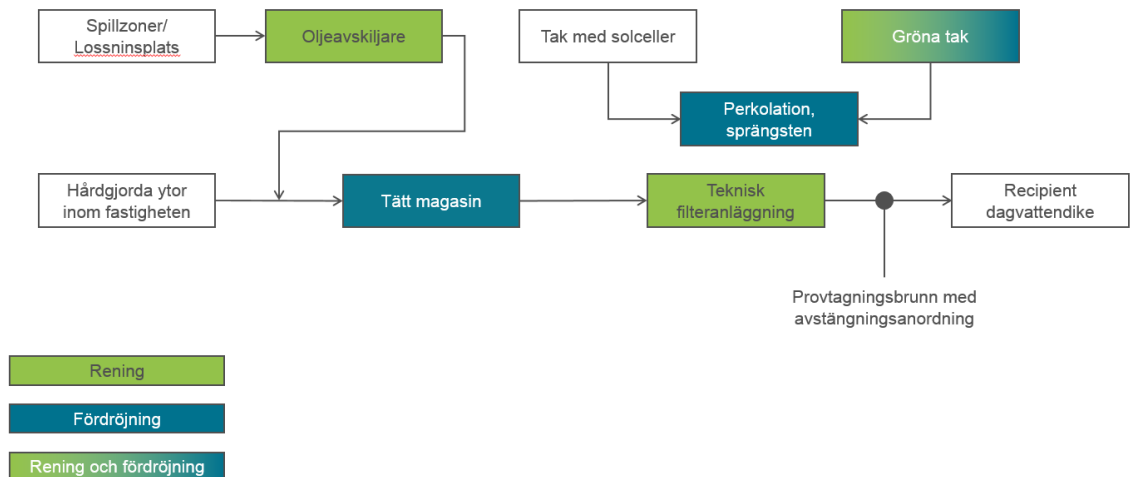 Spillzoner/
Lossninsplats
Oljeavskiljare
Tak med solceller
Gröna tak
Perkolation,
sprängsten
Hårdgjorda ytor
inom fastigheten
Tätt magasin
Teknisk
filteranläggning
Recipient
dagvattendike
Provtagningsbrunn med
avstängningsanordning
Rening
Fördröjning
Rening och fördröjning